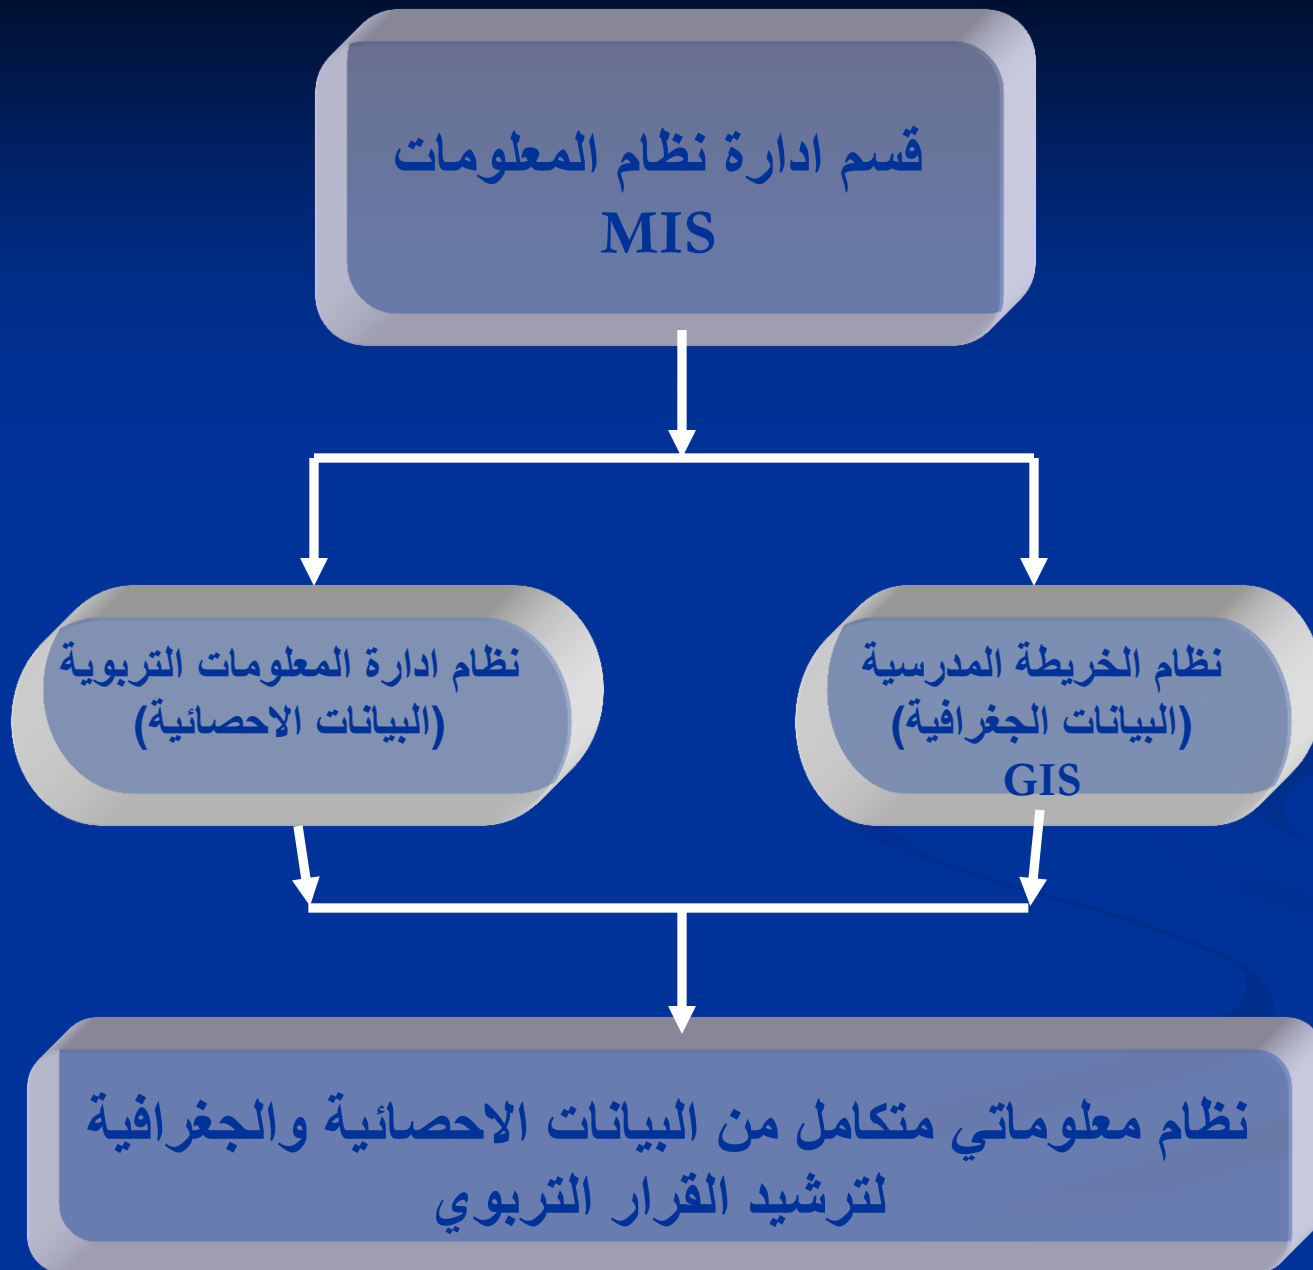 قسم ادارة نظام المعلومات
MIS
نظام الخريطة المدرسية
(البيانات الجغرافية)
GIS
نظام ادارة المعلومات التربوية
(البيانات الاحصائية)
نظام معلوماتي متكامل من البيانات الاحصائية والجغرافية
لترشيد القرار التربوي